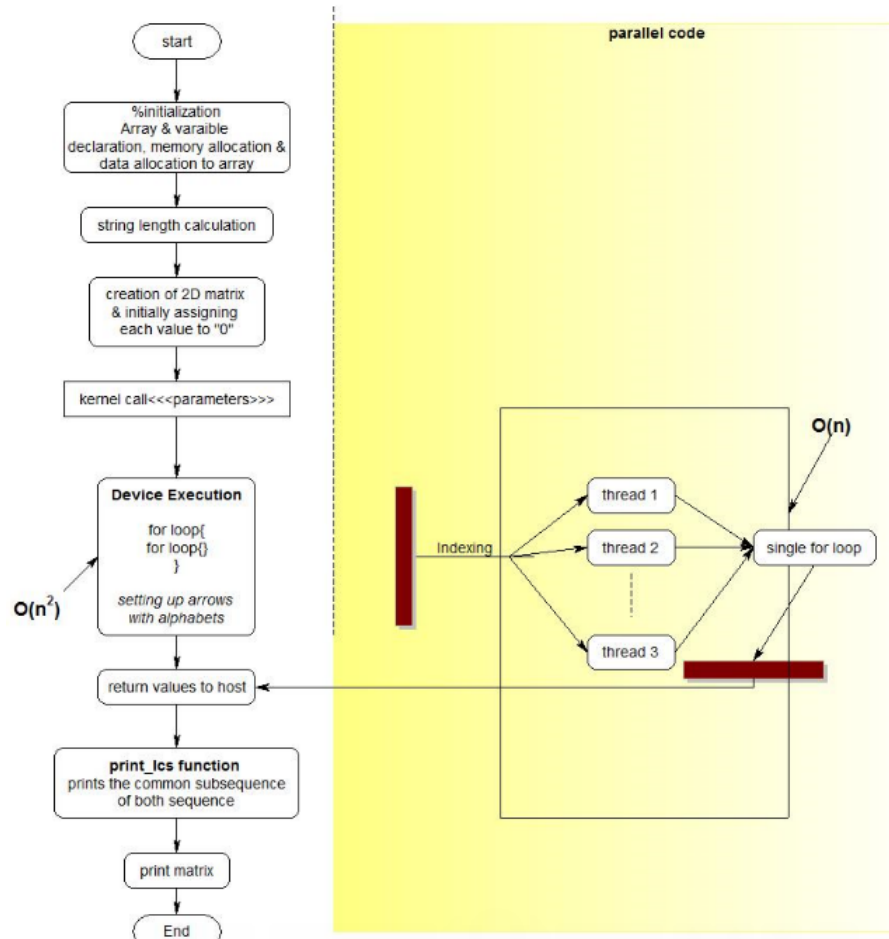 start
%initialization
Array & varaible
declaration, memory allocation &
data allocation to array
string length calculation
creation of 2D matrix
& initially assigning
each value to "0"
kernel call<<<parameters>>>
Device Execution
for loop{
for loop{}
}
setting up arrows
with alphabets
O(n²)
return values to host
print_lcs function
prints the common subsequence
of both sequence
print matrix
End
parallel code
O(n)
Indexing
thread 1
thread 2
thread 3
single for loop